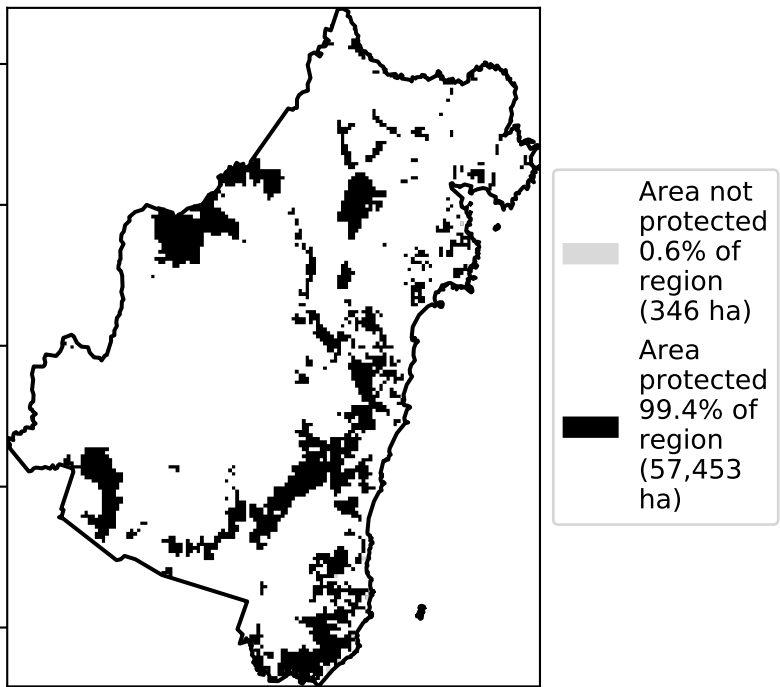 Area not
protected
0.6% of
region
(346 ha)
Area
protected
99.4% of
region
(57,453
ha)